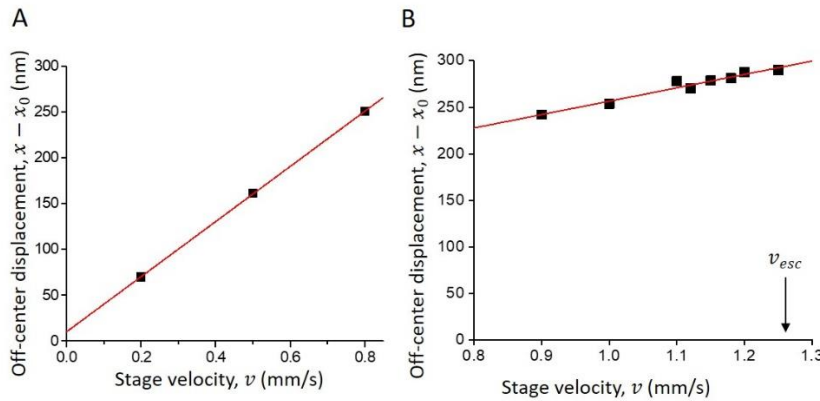 A
Off-center displacement, x − x₀ (nm)
300
250
200
150
100
50
0
0.0 0.2 0.4 0.6 0.8
Stage velocity, v (mm/s)
B
Off-center displacement, x − x₀ (nm)
300
250
200
150
100
50
0
v_esc
0.8 0.9 1.0 1.1 1.2 1.3
Stage velocity, v (mm/s)